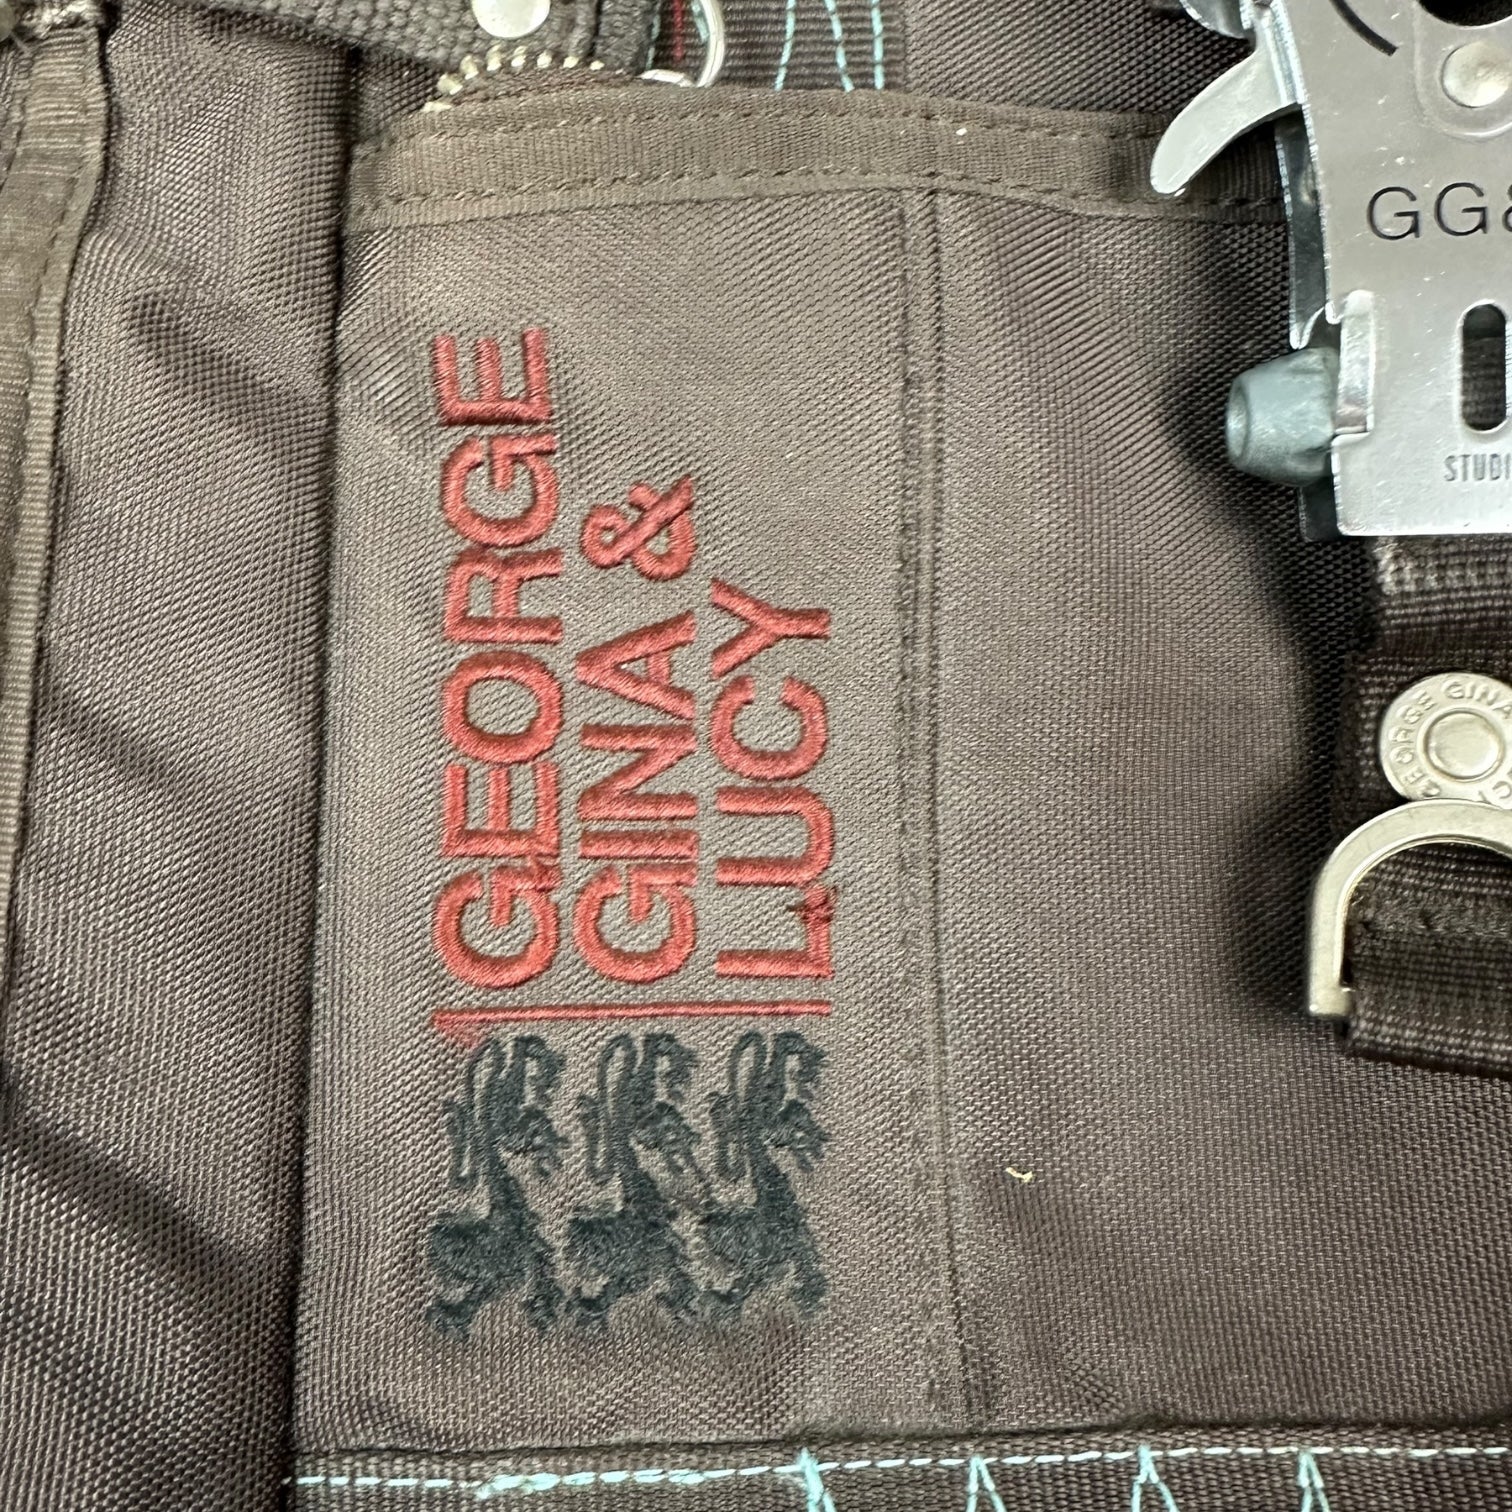 GEORGE
GINA &
LUCY
GG&
STUDI
GEORGE GINA